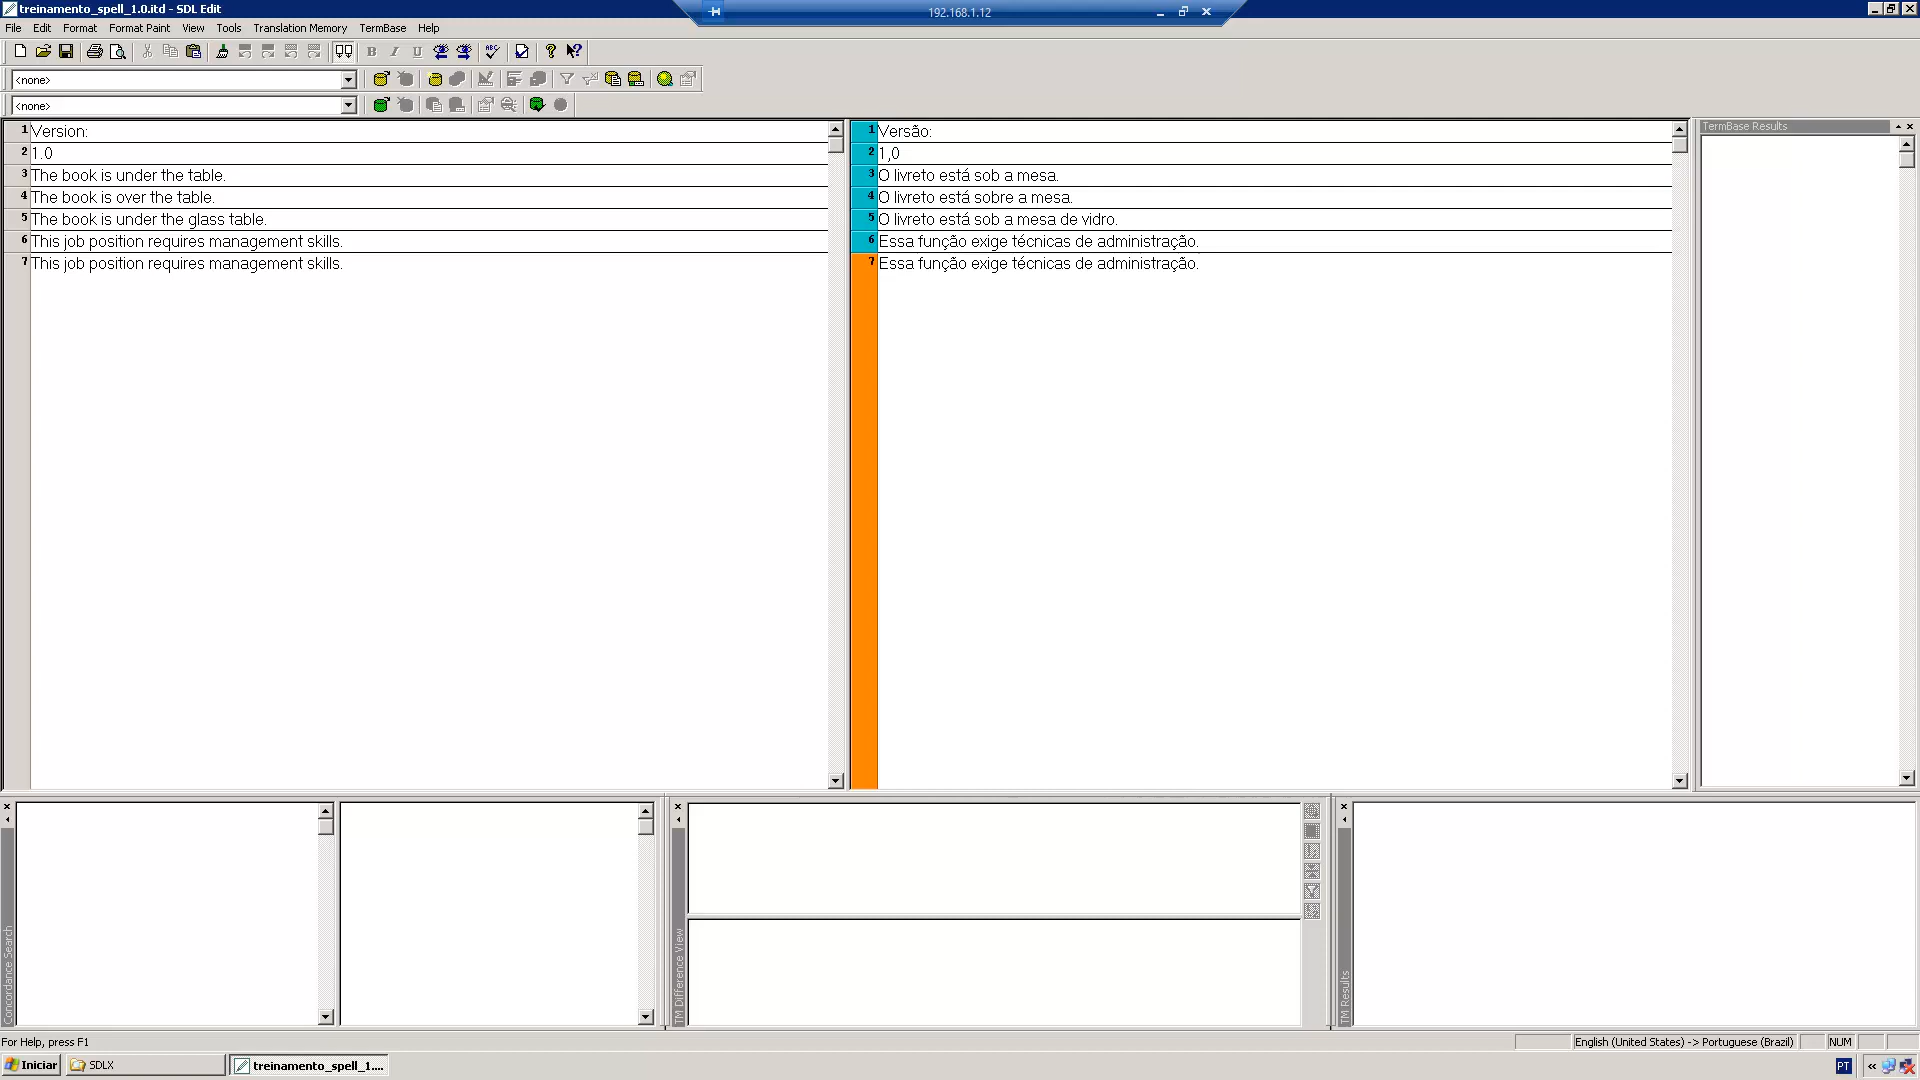 treinamento_spell_1.0.itd - SDL Edit
192.168.1.12
File Edit Format Format Paint View Tools Translation Memory TermBase Help
B I U ABC
<none>
<none>
1 Version:
2 1.0
3 The book is under the table.
4 The book is over the table.
5 The book is under the glass table.
6 This job position requires management skills.
7 This job position requires management skills.
1 Versão:
2 1,0
3 O livreto está sob a mesa.
4 O livreto está sobre a mesa.
5 O livreto está sob a mesa de vidro.
6 Essa função exige técnicas de administração.
7 Essa função exige técnicas de administração.
TermBase Results
Concordance Search
TM Difference View
TM Results
For Help, press F1
English (United States) -> Portuguese (Brazil)
NUM
Iniciar
SDLX
treinamento_spell_1....
PT